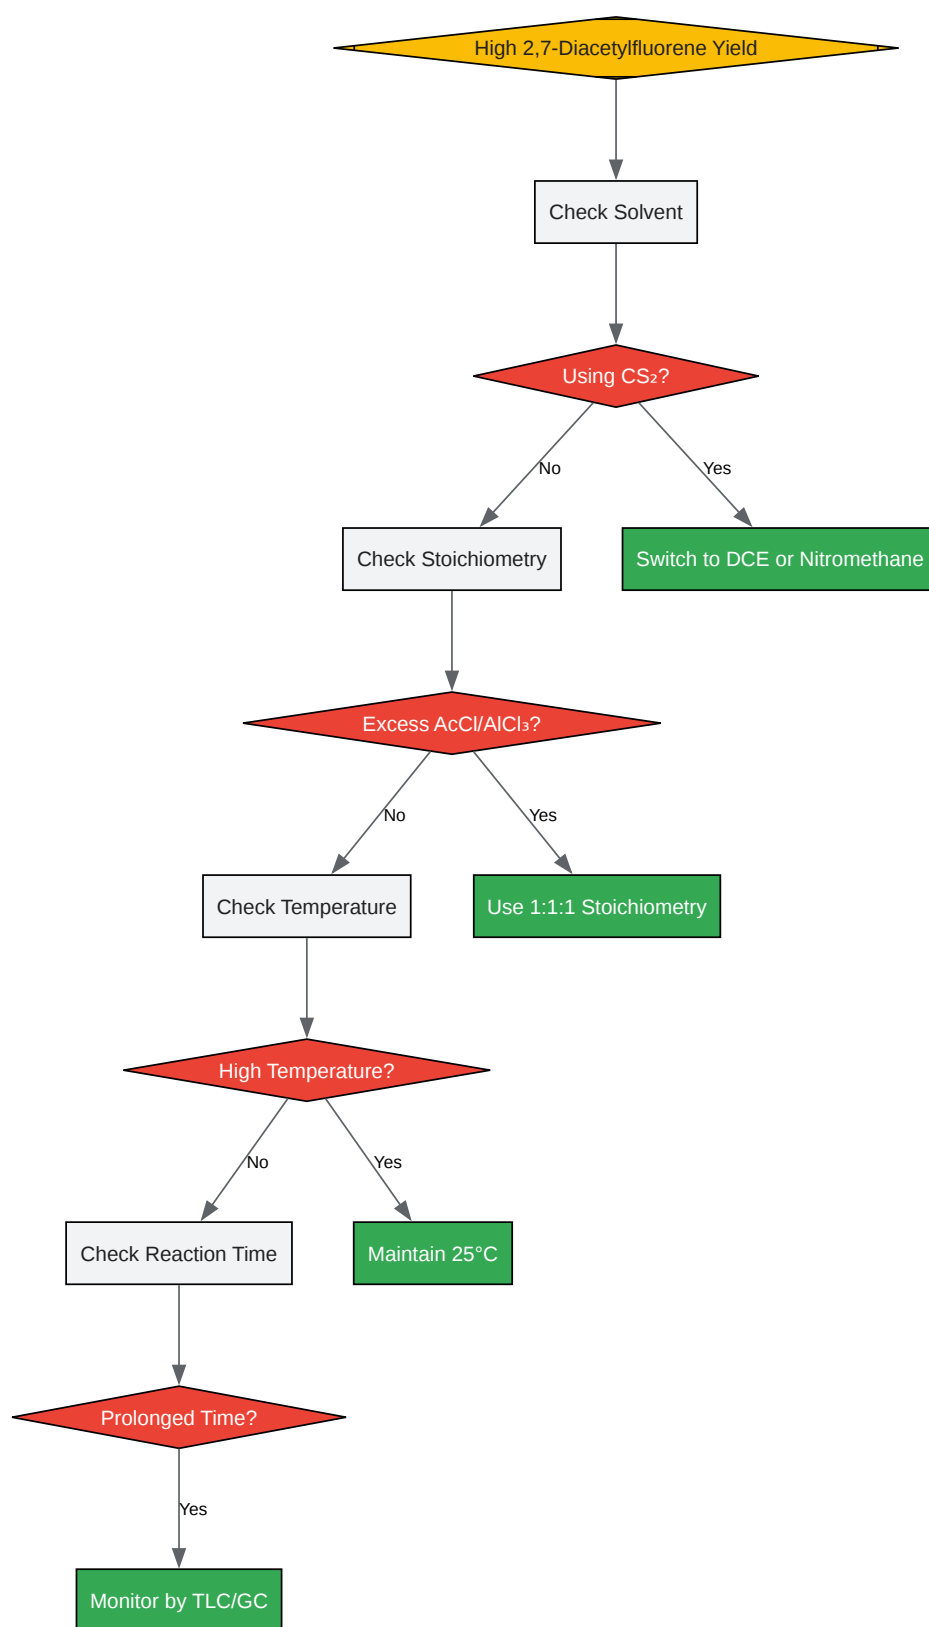 High 2,7-Diacetylfluorene Yield
Check Solvent
Using CS₂?
No
Yes
Check Stoichiometry
Switch to DCE or Nitromethane
Excess AcCl/AlCl₃?
No
Yes
Check Temperature
Use 1:1:1 Stoichiometry
High Temperature?
No
Yes
Check Reaction Time
Maintain 25°C
Prolonged Time?
Yes
Monitor by TLC/GC